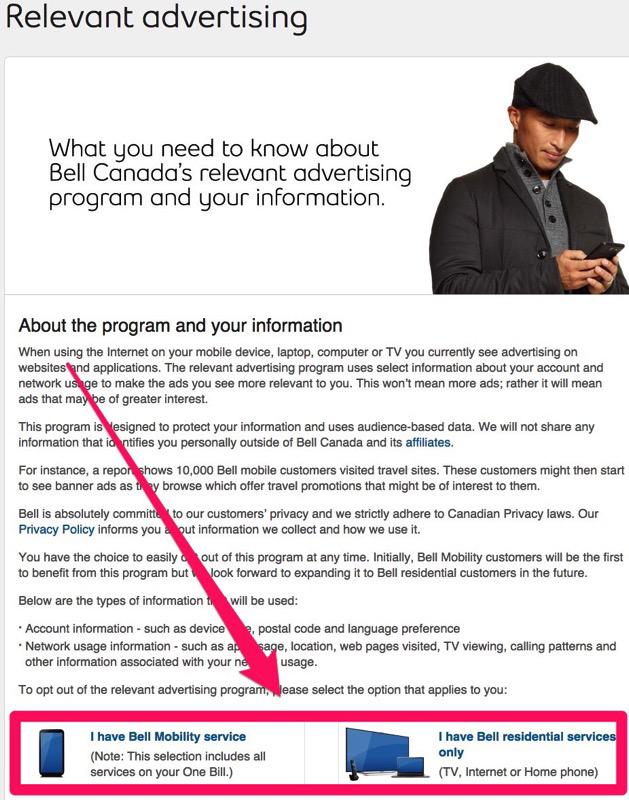 Relevant advertising
What you need to know about
Bell Canada's relevant advertising
program and your information.
About the program and your information
When using the Internet on your mobile device, laptop, computer or TV you currently see advertising on
websites and applications. The relevant advertising program uses select information about your account and
network usage to make the ads you see more relevant to you. This won't mean more ads; rather it will mean
ads that may be of greater interest.
This program is designed to protect your information and uses audience-based data. We will not share any
information that identifies you personally outside of Bell Canada and its affiliates.
For instance, a report shows 10,000 Bell mobile customers visited travel sites. These customers might then start
to see banner ads as they browse which offer travel promotions that might be of interest to them.
Bell is absolutely committed to our customers' privacy and we strictly adhere to Canadian Privacy laws. Our
Privacy Policy informs you about information we collect and how we use it.
You have the choice to easily opt out of this program at any time. Initially, Bell Mobility customers will be the first
to benefit from this program but we look forward to expanding it to Bell residential customers in the future.
Below are the types of information that will be used:
· Account information - such as device type, postal code and language preference
· Network usage information - such as app usage, location, web pages visited, TV viewing, calling patterns and
other information associated with your network usage.
To opt out of the relevant advertising program, please select the option that applies to you:
I have Bell Mobility service
(Note: This selection includes all
services on your One Bill.)
I have Bell residential services
only
(TV, Internet or Home phone)